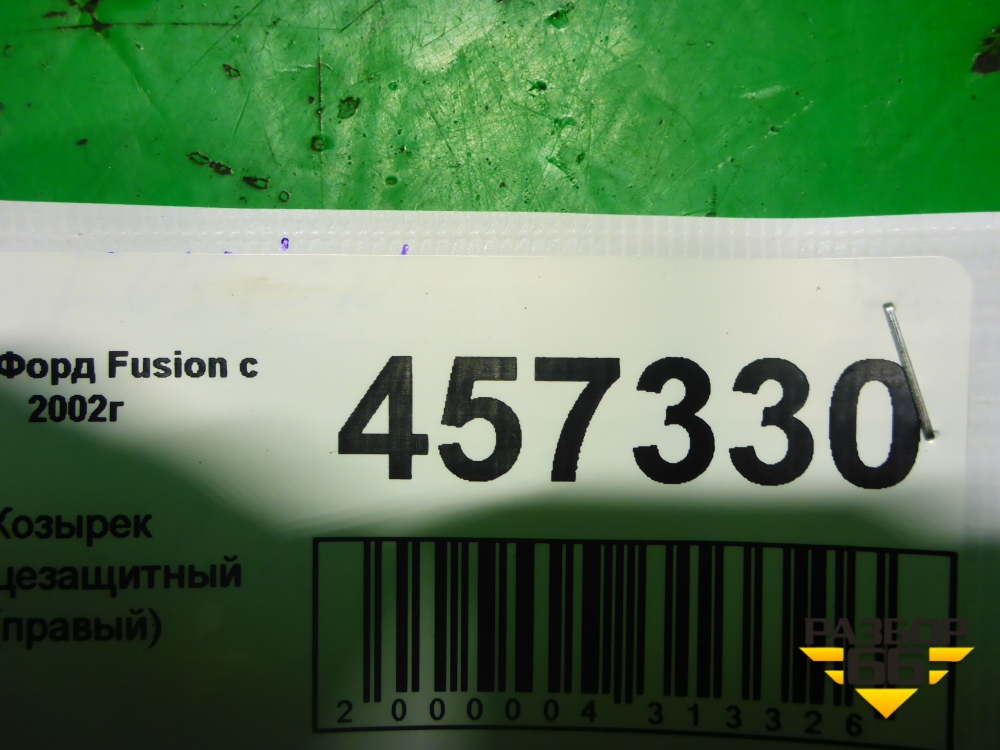 Форд Fusion с
2002г
457330
Козырек
цезащитный
(правый)
2 000004 313326
РАЗБОР
66